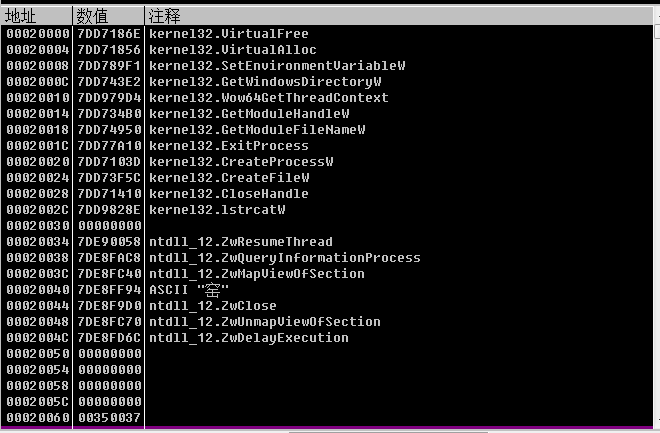 地址 数值 注释
00020000 7DD7186E kernel32.VirtualFree
00020004 7DD71856 kernel32.VirtualAlloc
00020008 7DD789F1 kernel32.SetEnvironmentVariableW
0002000C 7DD743E2 kernel32.GetWindowsDirectoryW
00020010 7DD979D4 kernel32.Wow64GetThreadContext
00020014 7DD734B0 kernel32.GetModuleHandleW
00020018 7DD74950 kernel32.GetModuleFileNameW
0002001C 7DD77A10 kernel32.ExitProcess
00020020 7DD7103D kernel32.CreateProcessW
00020024 7DD73F5C kernel32.CreateFileW
00020028 7DD71410 kernel32.CloseHandle
0002002C 7DD9828E kernel32.lstrcatW
00020030 00000000
00020034 7DE90058 ntdll_12.ZwResumeThread
00020038 7DE8FAC8 ntdll_12.ZwQueryInformationProcess
0002003C 7DE8FC40 ntdll_12.ZwMapViewOfSection
00020040 7DE8FF94 ASCII "窑"
00020044 7DE8F9D0 ntdll_12.ZwClose
00020048 7DE8FC70 ntdll_12.ZwUnmapViewOfSection
0002004C 7DE8FD6C ntdll_12.ZwDelayExecution
00020050 00000000
00020054 00000000
00020058 00000000
0002005C 00000000
00020060 00350037